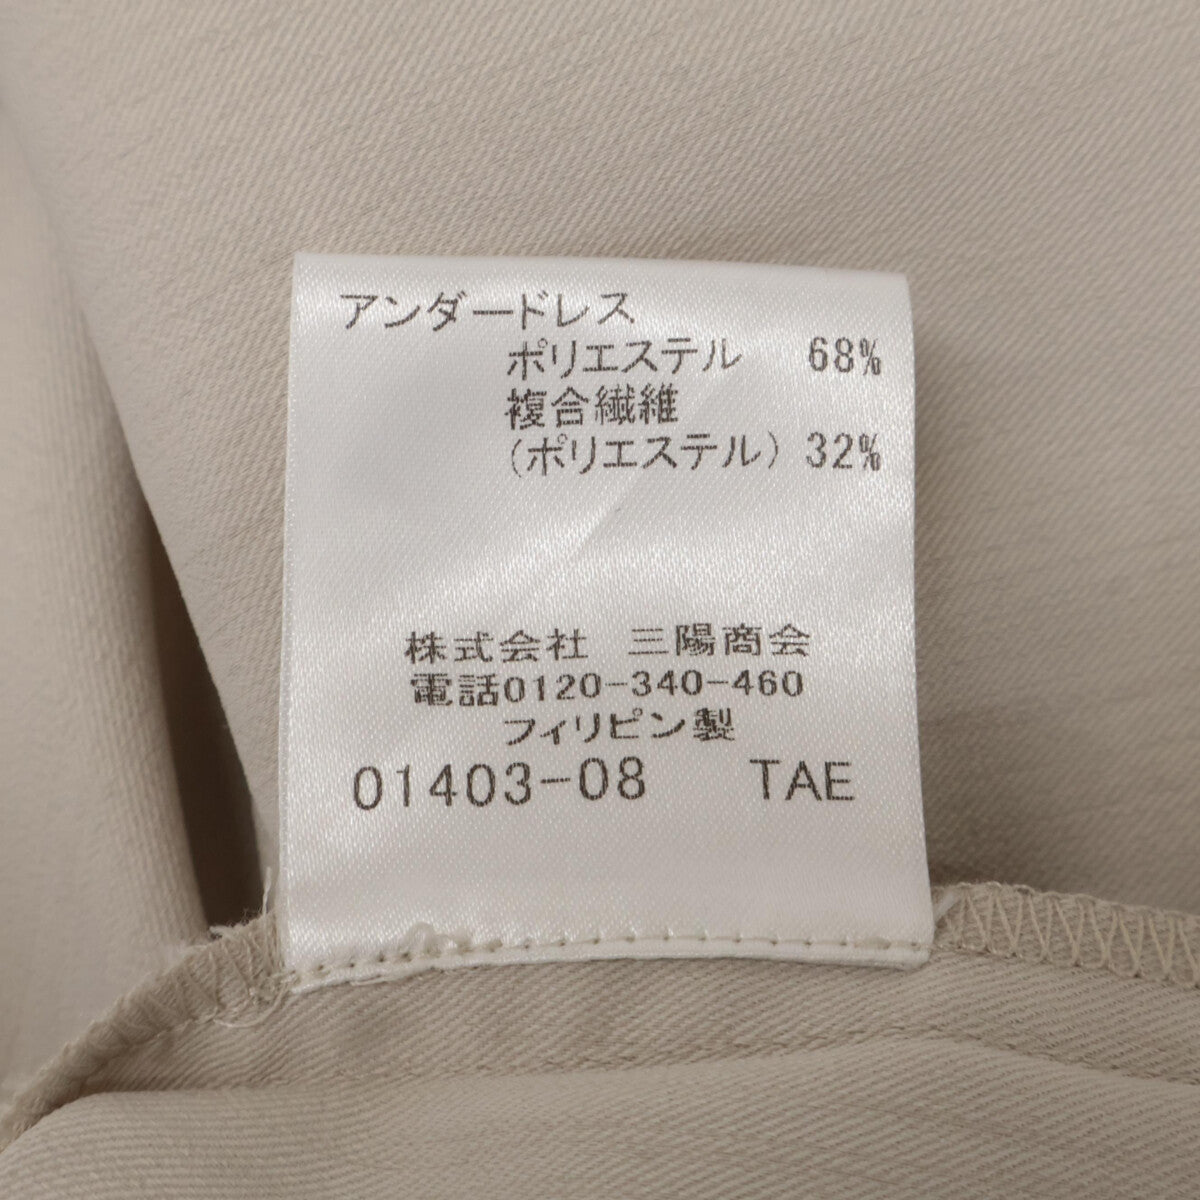 アンダードレス
ポリエステル 68%
複合繊維
(ポリエステル) 32%
株式会社 三陽商会
電話0120-340-460
フィリピン製
01403-08 TAE